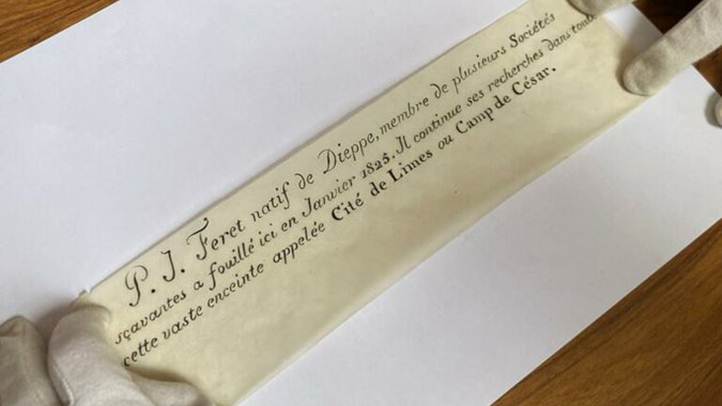 P. J. Feret natif de Dieppe, membre de plusieurs Sociétés
sçavantes a fouillé ici en Janvier 1825. Il continue ses recherches dans toute
cette vaste enceinte appelée Cité de Limes ou Camp de César.